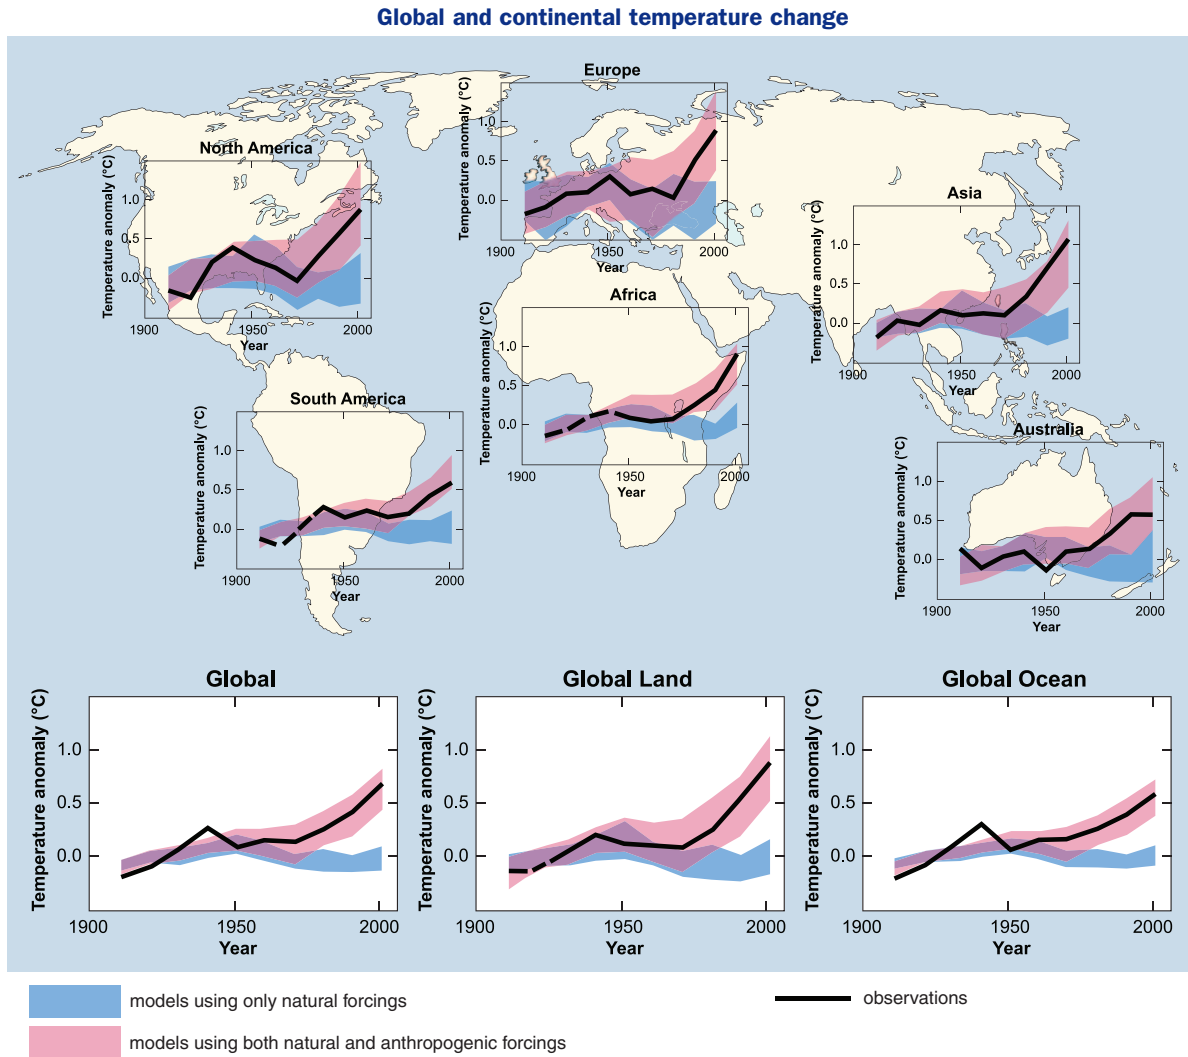 Global and continental temperature change
Europe
Temperature anomaly (°C)
1.0
0.5
0.0
1900
1950
2000
Year
North America
Temperature anomaly (°C)
1.0
0.5
0.0
1900
1950
2000
Year
Asia
Temperature anomaly (°C)
1.0
0.5
0.0
1900
1950
2000
Year
Africa
Temperature anomaly (°C)
1.0
0.5
0.0
1900
1950
2000
Year
South America
Temperature anomaly (°C)
1.0
0.5
0.0
1900
1950
2000
Year
Australia
Temperature anomaly (°C)
1.0
0.5
0.0
1900
1950
2000
Year
Global
Temperature anomaly (°C)
1.0
0.5
0.0
1900
1950
2000
Year
Global Land
Temperature anomaly (°C)
1.0
0.5
0.0
1900
1950
2000
Year
Global Ocean
Temperature anomaly (°C)
1.0
0.5
0.0
1900
1950
2000
Year
models using only natural forcings
observations
models using both natural and anthropogenic forcings